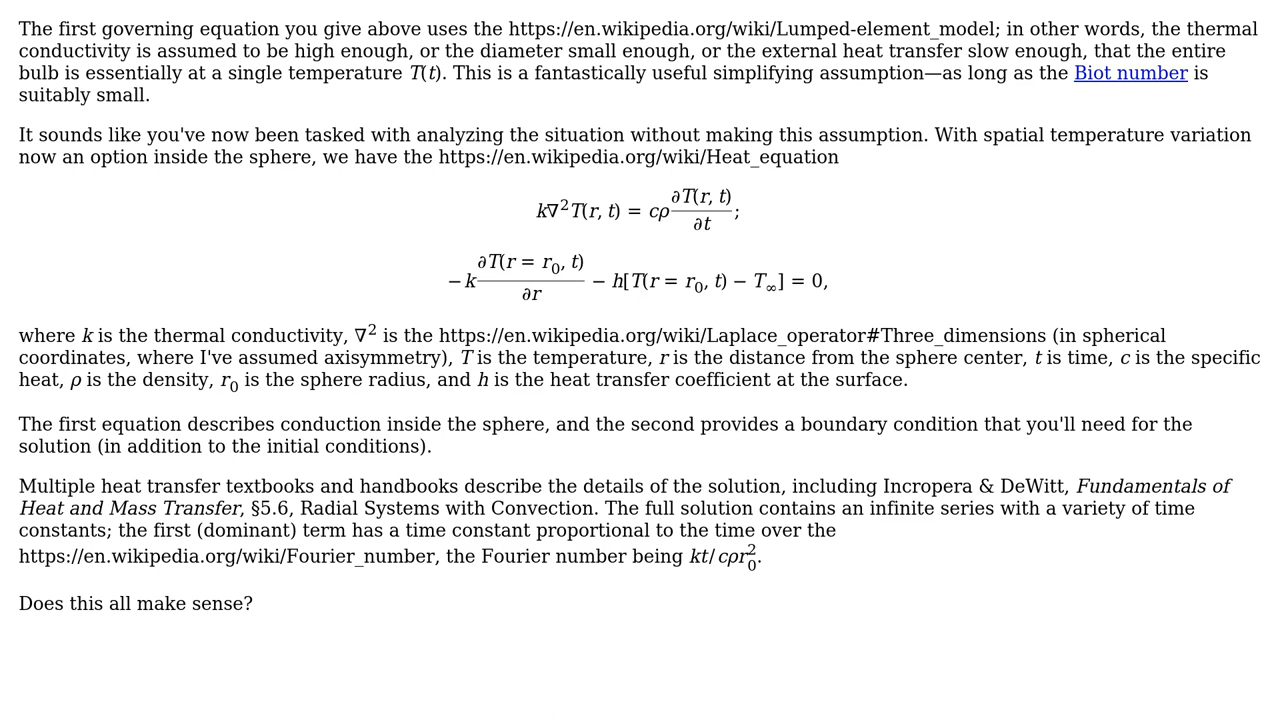 The first governing equation you give above uses the https://en.wikipedia.org/wiki/Lumped-element_model; in other words, the thermal
conductivity is assumed to be high enough, or the diameter small enough, or the external heat transfer slow enough, that the entire
bulb is essentially at a single temperature T(t). This is a fantastically useful simplifying assumption—as long as the Biot number is
suitably small.
It sounds like you've now been tasked with analyzing the situation without making this assumption. With spatial temperature variation
now an option inside the sphere, we have the https://en.wikipedia.org/wiki/Heat_equation
k∇²T(r, t) = cρ ∂T(r, t)/∂t;
−k ∂T(r = r₀, t)/∂r − h[T(r = r₀, t) − T∞] = 0,
where k is the thermal conductivity, ∇² is the https://en.wikipedia.org/wiki/Laplace_operator#Three_dimensions (in spherical
coordinates, where I've assumed axisymmetry), T is the temperature, r is the distance from the sphere center, t is time, c is the specific
heat, ρ is the density, r₀ is the sphere radius, and h is the heat transfer coefficient at the surface.
The first equation describes conduction inside the sphere, and the second provides a boundary condition that you'll need for the
solution (in addition to the initial conditions).
Multiple heat transfer textbooks and handbooks describe the details of the solution, including Incropera & DeWitt, Fundamentals of
Heat and Mass Transfer, §5.6, Radial Systems with Convection. The full solution contains an infinite series with a variety of time
constants; the first (dominant) term has a time constant proportional to the time over the
https://en.wikipedia.org/wiki/Fourier_number, the Fourier number being kt/cρr₀².
Does this all make sense?